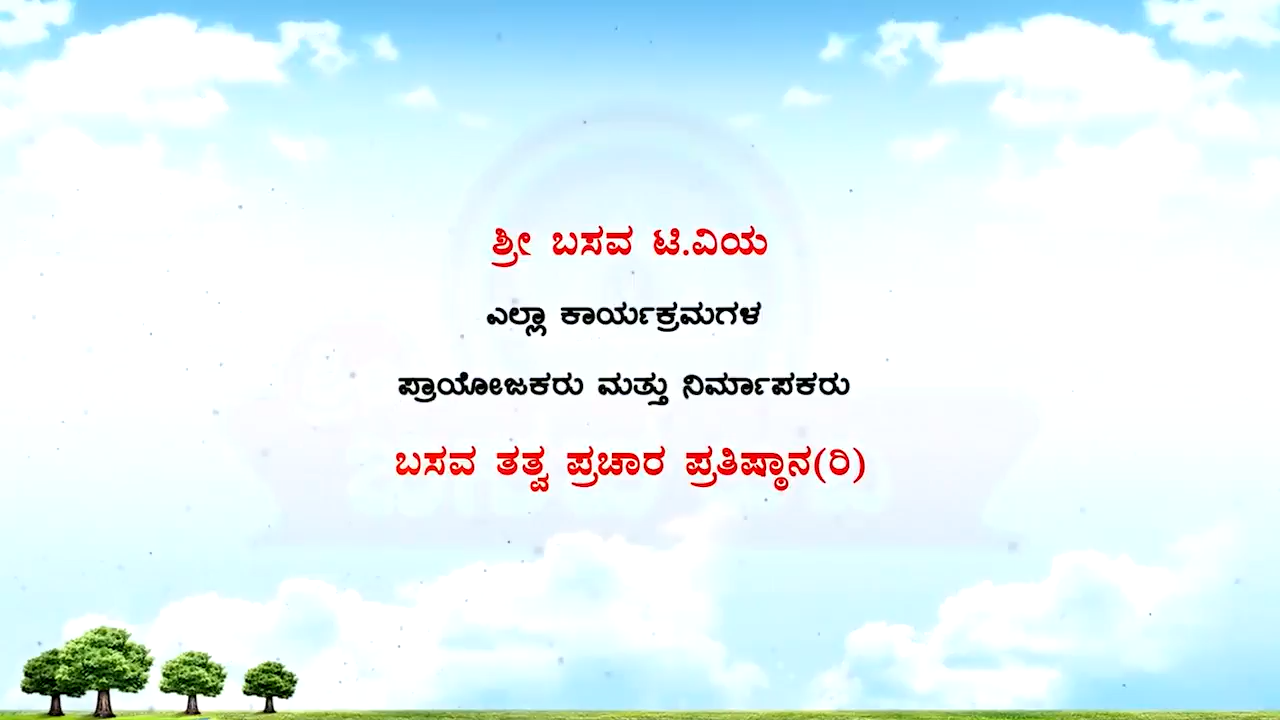 ಶ್ರೀ ಬಸವ ಟಿ.ವಿಯ
ಎಲ್ಲಾ ಕಾರ್ಯಕ್ರಮಗಳ
ಪ್ರಾಯೋಜಕರು ಮತ್ತು ನಿರ್ಮಾಪಕರು
ಬಸವ ತತ್ವ ಪ್ರಚಾರ ಪ್ರತಿಷ್ಠಾನ(ರಿ)